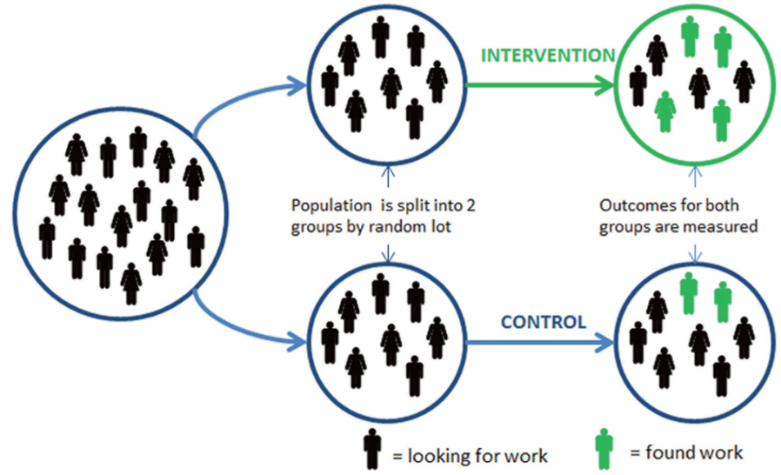 INTERVENTION
Population is split into 2
groups by random lot
Outcomes for both
groups are measured
CONTROL
= looking for work
= found work